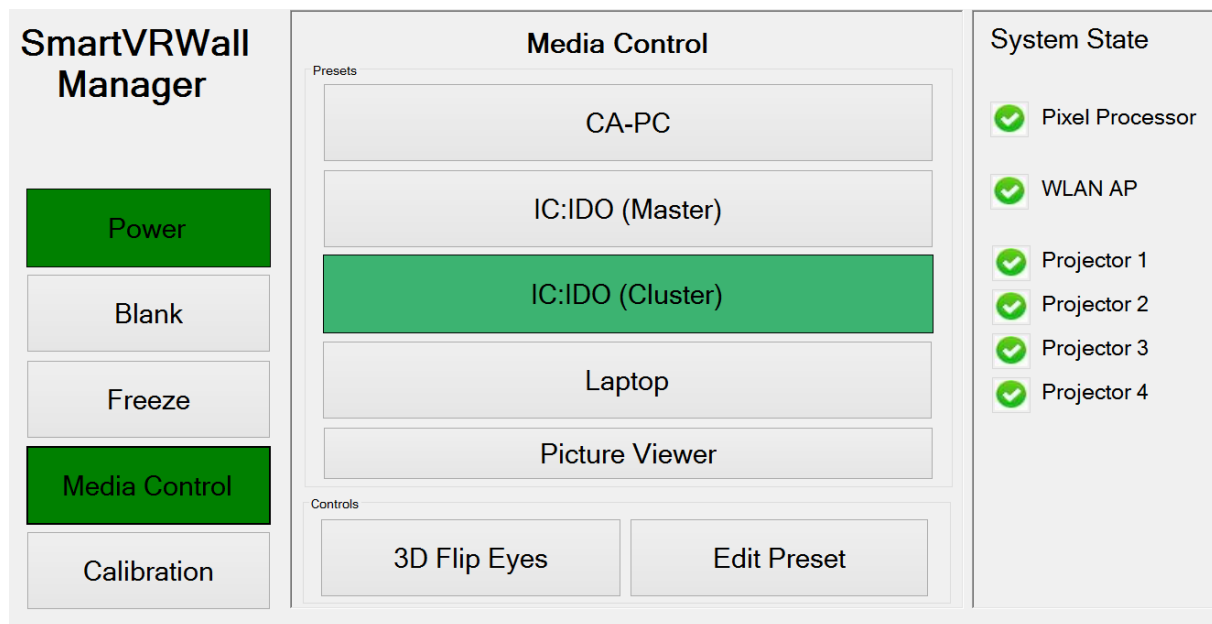 SmartVRWall
Manager
Power
Blank
Freeze
Media Control
Calibration
Media Control
Presets
CA-PC
IC:IDO (Master)
IC:IDO (Cluster)
Laptop
Picture Viewer
Controls
3D Flip Eyes
Edit Preset
System State
Pixel Processor
WLAN AP
Projector 1
Projector 2
Projector 3
Projector 4